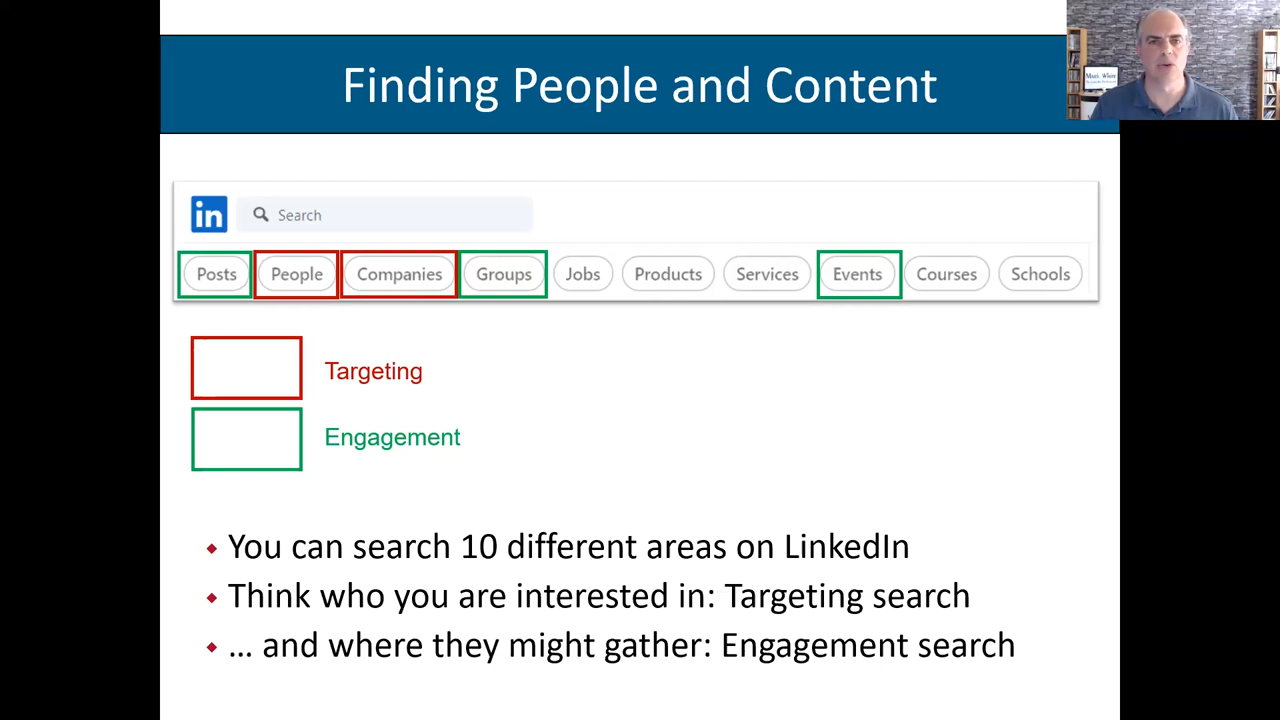 Finding People and Content
in Search
Posts People Companies Groups Jobs Products Services Events Courses Schools
Targeting
Engagement
You can search 10 different areas on LinkedIn
Think who you are interested in: Targeting search
... and where they might gather: Engagement search
Mark White